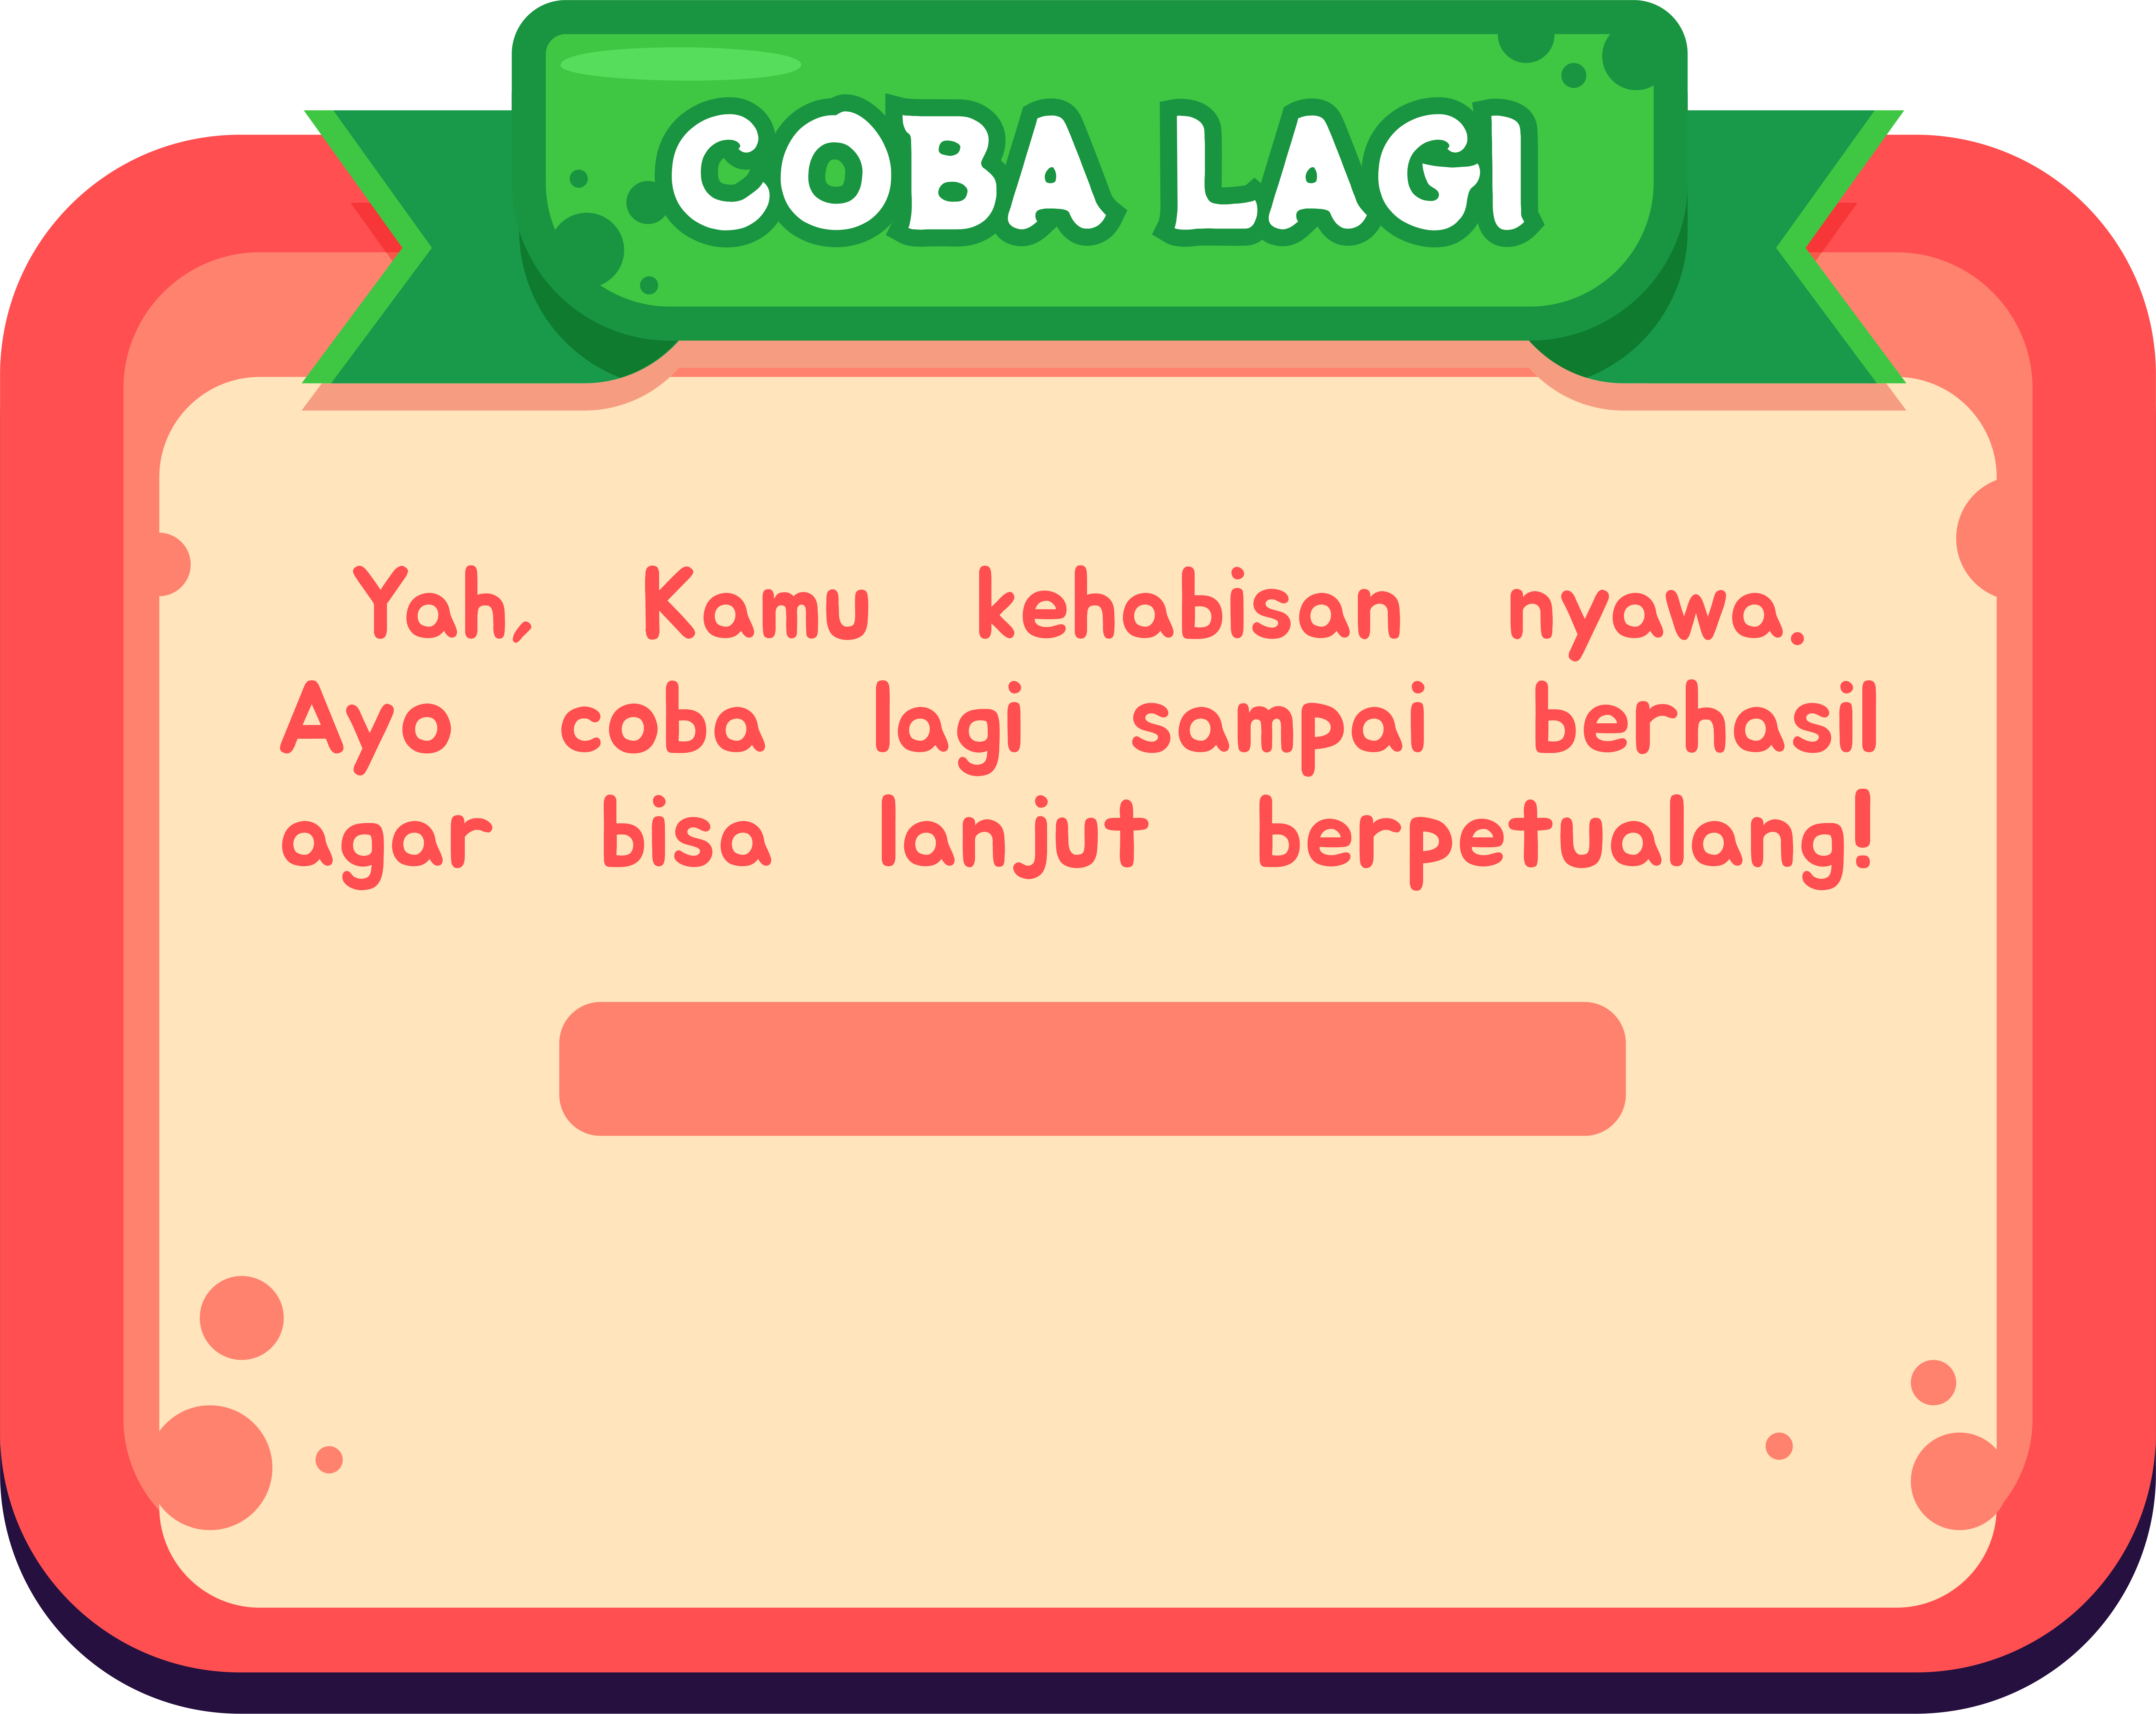 COBA LAGI
Yah, Kamu kehabisan nyawa.
Ayo coba lagi sampai berhasil
agar bisa lanjut berpetualang!